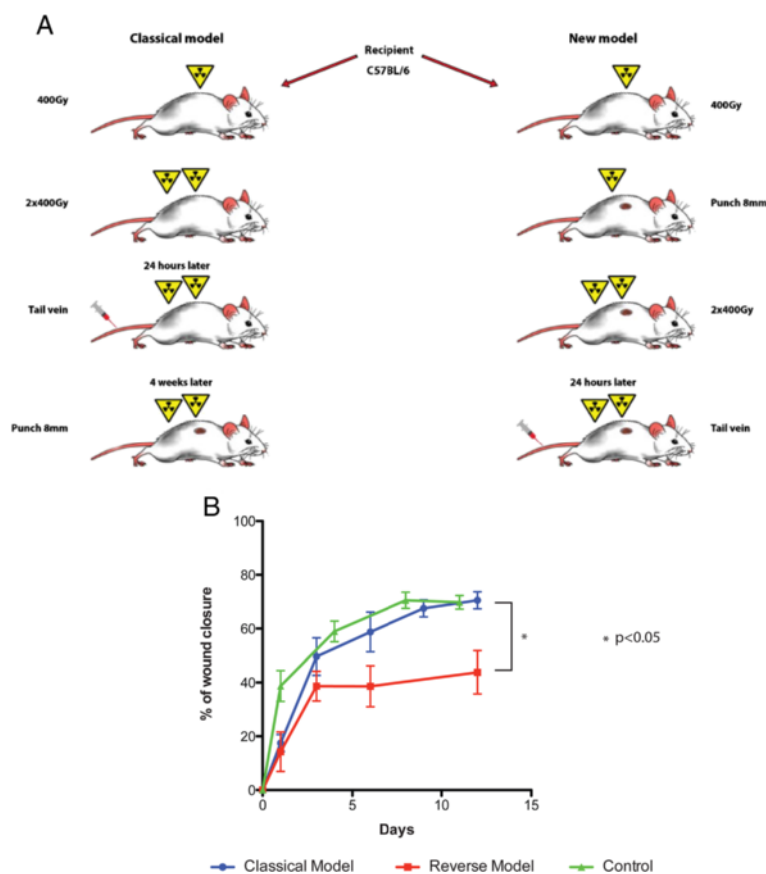 A
Classical model
Recipient
C57BL/6
New model
400Gy
400Gy
2x400Gy
Punch 8mm
24 hours later
Tail vein
2x400Gy
4 weeks later
24 hours later
Punch 8mm
Tail vein
B
100
80
60
40
20
0
% of wound closure
*
* p<0.05
0 5 10 15
Days
Classical Model Reverse Model Control